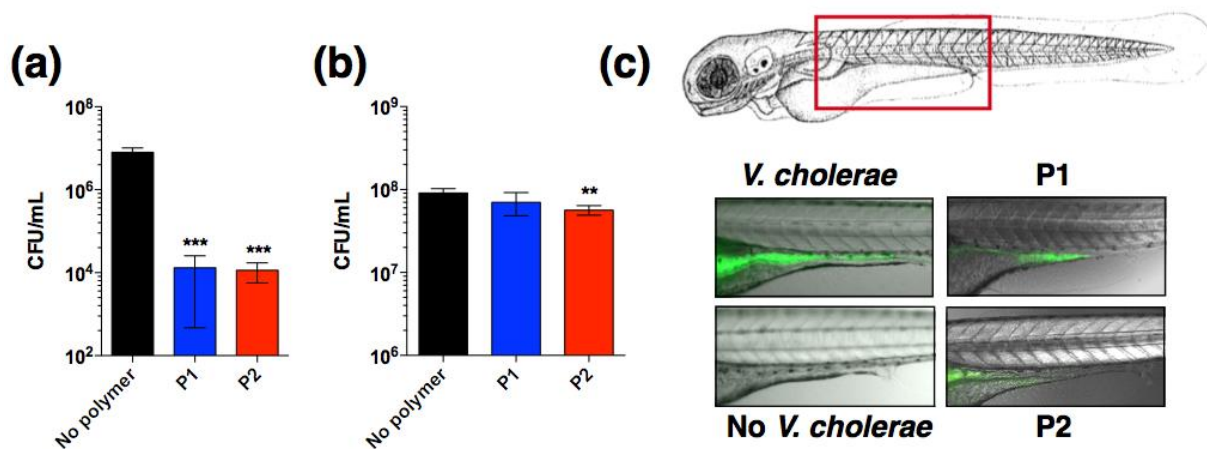 (a)
CFU/mL
10^8
10^6
10^4
10^2
***
***
No polymer
P1
P2
(b)
CFU/mL
10^9
10^8
10^7
10^6
**
No polymer
P1
P2
(c)
V. cholerae
P1
No V. cholerae
P2